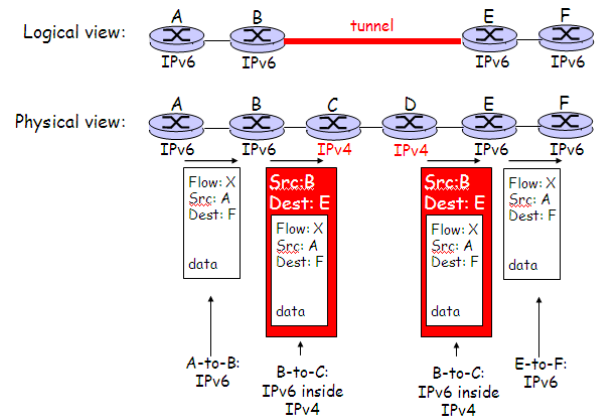 Logical view:
A B tunnel E F
IPv6 IPv6 IPv6 IPv6
Physical view:
A B C D E F
IPv6 IPv6 IPv4 IPv4 IPv6 IPv6
Flow: X
Src: A
Dest: F
data
Src:B
Dest: E
Flow: X
Src: A
Dest: F
data
Src:B
Dest: E
Flow: X
Src: A
Dest: F
data
Flow: X
Src: A
Dest: F
data
A-to-B:
IPv6
B-to-C:
IPv6 inside
IPv4
B-to-C:
IPv6 inside
IPv4
E-to-F:
IPv6